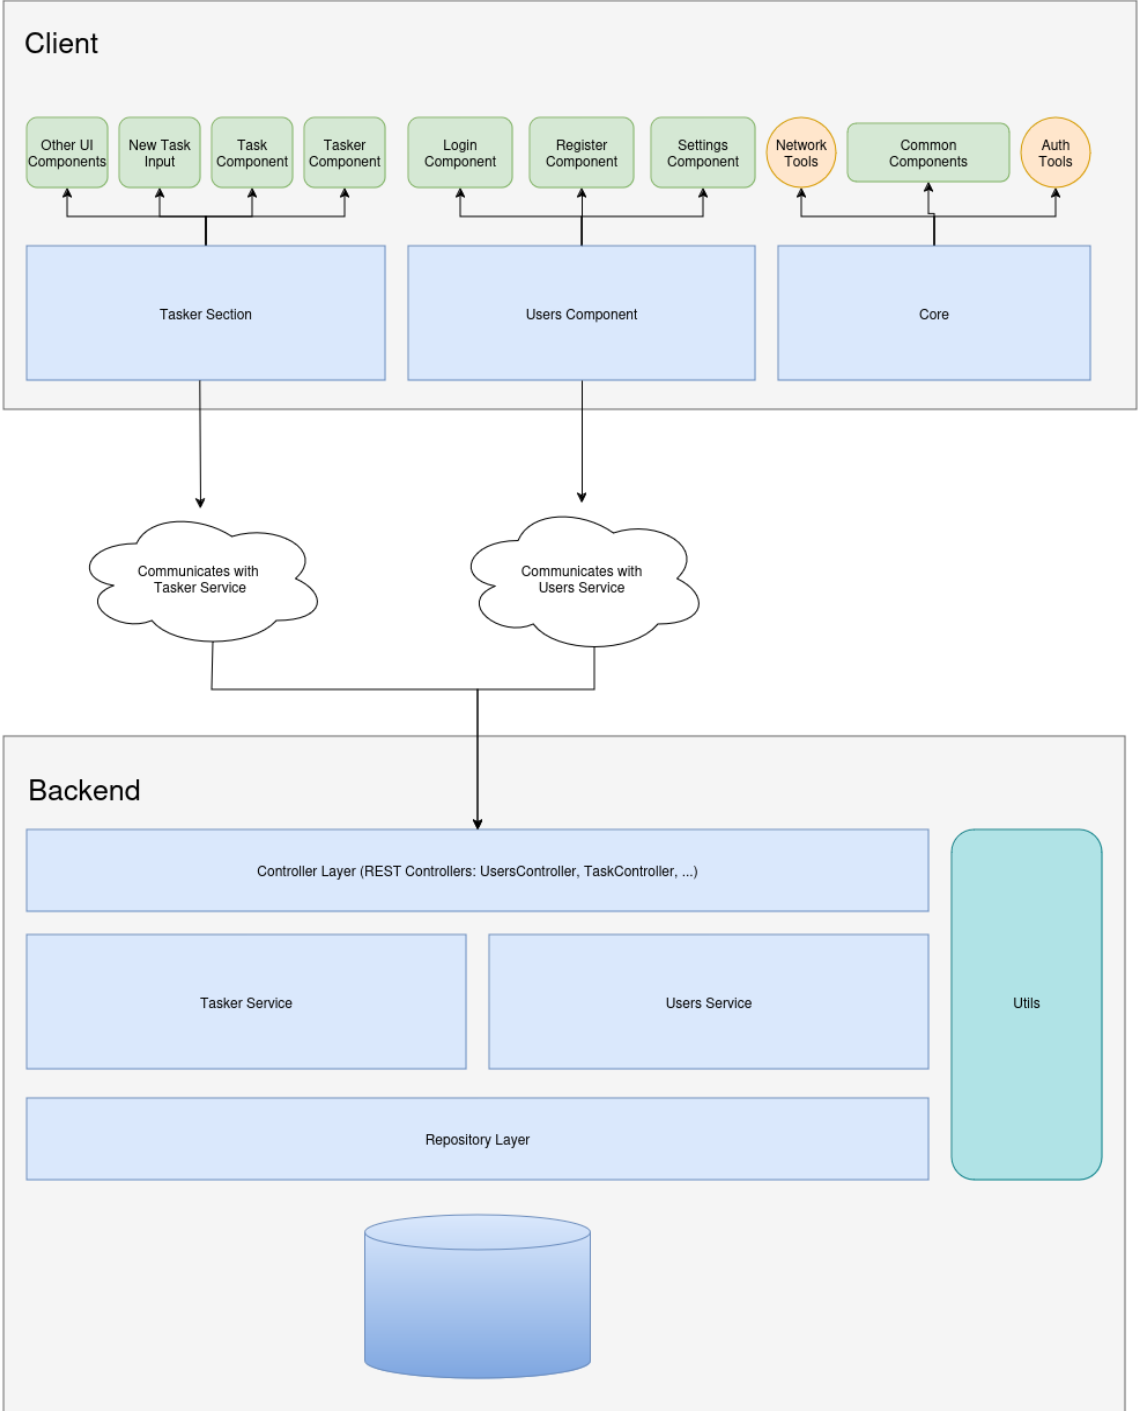 Client
Other UI
Components
New Task
Input
Task
Component
Tasker
Component
Login
Component
Register
Component
Settings
Component
Network
Tools
Common
Components
Auth
Tools
Tasker Section
Users Component
Core
Communicates with
Tasker Service
Communicates with
Users Service
Backend
Controller Layer (REST Controllers: UsersController, TaskController, ...)
Tasker Service
Users Service
Utils
Repository Layer